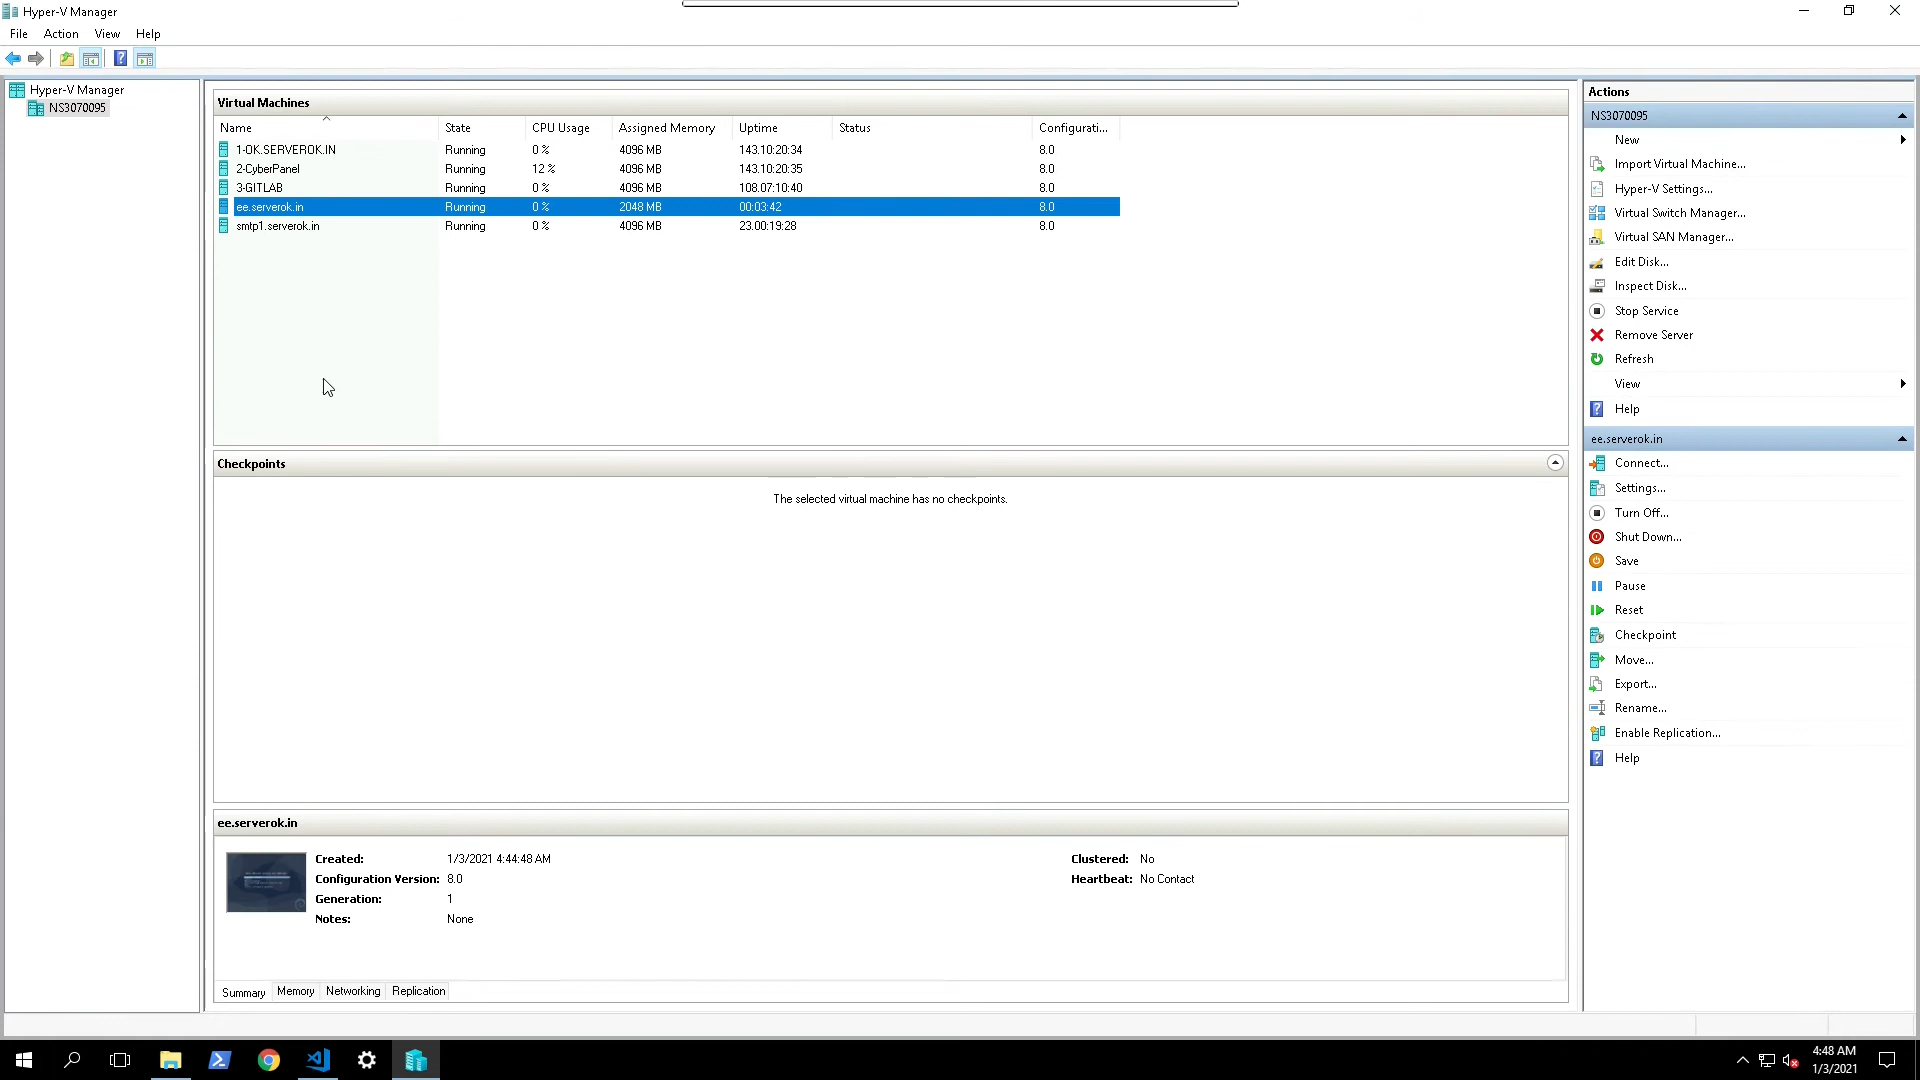 Hyper-V Manager
File Action View Help
Hyper-V Manager
NS3070095
Virtual Machines
Name State CPU Usage Assigned Memory Uptime Status Configurati...
1-OK.SERVEROK.IN Running 0 % 4096 MB 143.10:20:34 8.0
2-CyberPanel Running 12 % 4096 MB 143.10:20:35 8.0
3-GITLAB Running 0 % 4096 MB 108.07:10:40 8.0
ee.serverok.in Running 0 % 2048 MB 00:03:42 8.0
smtp1.serverok.in Running 0 % 4096 MB 23.00:19:28 8.0
Checkpoints
The selected virtual machine has no checkpoints.
ee.serverok.in
Created: 1/3/2021 4:44:48 AM
Configuration Version: 8.0
Generation: 1
Notes: None
Clustered: No
Heartbeat: No Contact
Summary Memory Networking Replication
Actions
NS3070095
New
Import Virtual Machine...
Hyper-V Settings...
Virtual Switch Manager...
Virtual SAN Manager...
Edit Disk...
Inspect Disk...
Stop Service
Remove Server
Refresh
View
Help
ee.serverok.in
Connect...
Settings...
Turn Off...
Shut Down...
Save
Pause
Reset
Checkpoint
Move...
Export...
Rename...
Enable Replication...
Help
4:48 AM
1/3/2021